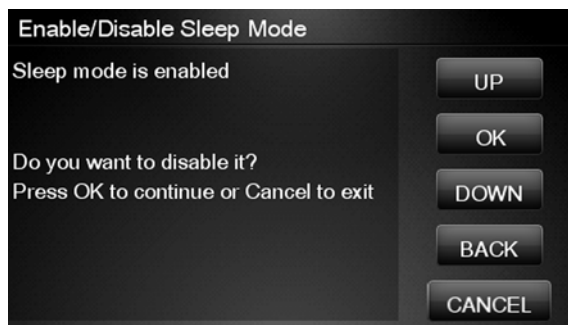 Enable/Disable Sleep Mode
Sleep mode is enabled
Do you want to disable it?
Press OK to continue or Cancel to exit
UP
OK
DOWN
BACK
CANCEL